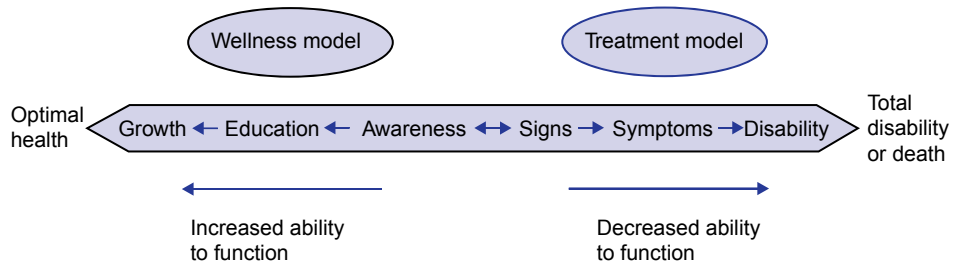 Wellness model
Treatment model
Optimal
health
Growth Education Awareness Signs Symptoms Disability
Total
disability
or death
Increased ability
to function
Decreased ability
to function